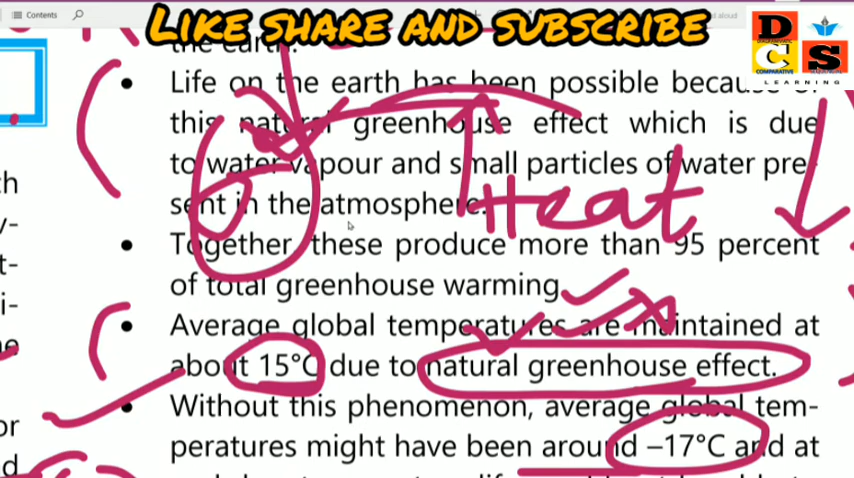 Contents
LIKE SHARE AND SUBSCRIBE
aloud
D
C S
COMPARATIVE
LEARNING
the earth.
• Life on the earth has been possible because of
this natural greenhouse effect which is due
to water vapour and small particles of water pre-
sent in the atmosphere.
Heat
• Together these produce more than 95 percent
of total greenhouse warming
• Average global temperatures are maintained at
about 15°C due to natural greenhouse effect.
• Without this phenomenon, average global tem-
peratures might have been around –17°C and at